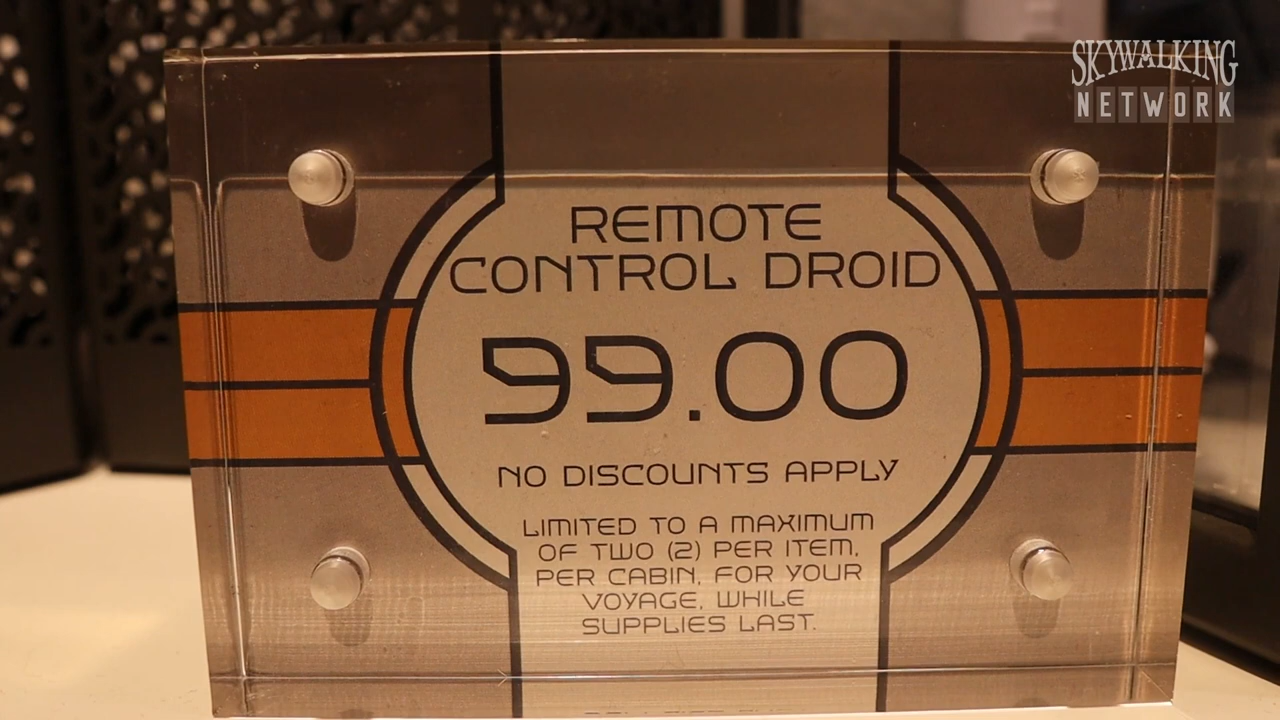 SKYWALKING
NETWORK
REMOTE
CONTROL DROID
99.00
NO DISCOUNTS APPLY
LIMITED TO A MAXIMUM
OF TWO (2) PER ITEM,
PER CABIN, FOR YOUR
VOYAGE, WHILE
SUPPLIES LAST.